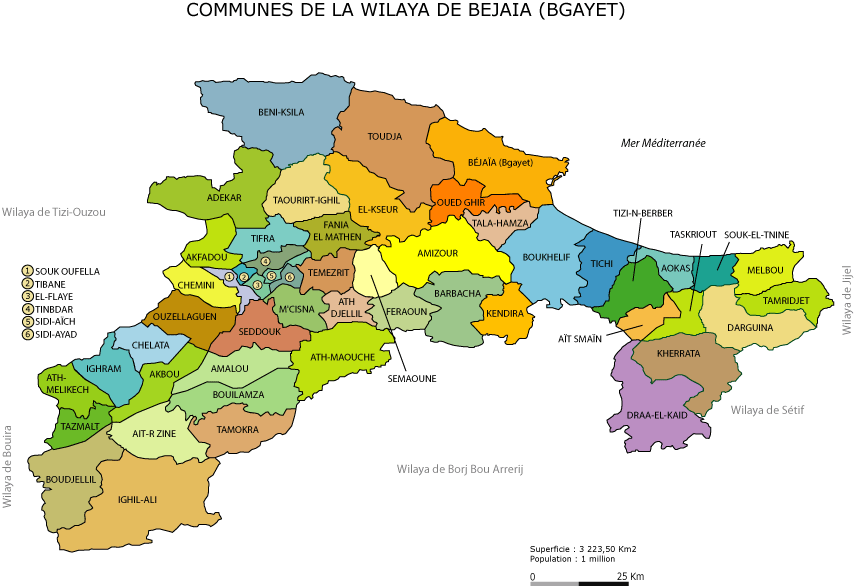 COMMUNES DE LA WILAYA DE BEJAIA (BGAYET)
BENI-KSILA
TOUDJA
Mer Méditerranée
BÉJAÏA (Bgayet)
ADEKAR
TAOURIRT-IGHIL
EL-KSEUR
OUED GHIR
Wilaya de Tizi-Ouzou
TALA-HAMZA
TIZI-N-BERBER
TASKRIOUT
SOUK-EL-TNINE
FANIA
EL MATHEN
TIFRA
AKFADOU
AMIZOUR
BOUKHELIF
TICHI
AOKAS
MELBOU
1 SOUK OUFELLA
2 TIBANE
3 EL-FLAYE
4 TINBDAR
5 SIDI-AÏCH
6 SIDI-AYAD
4
1
2
3
5
6
CHEMINI
TEMEZRIT
BARBACHA
TAMRIDJET
Wilaya de Jijel
OUZELLAGUEN
M'CISNA
ATH
DJELLIL
FERAOUN
KENDIRA
DARGUINA
SEDDOUK
AÏT SMAÏN
CHELATA
ATH-MAOUCHE
KHERRATA
IGHRAM
AKBOU
AMALOU
SEMAOUNE
ATH-
MELIKECH
BOUILAMZA
DRAA-EL-KAID
Wilaya de Sétif
TAZMALT
AIT-R ZINE
TAMOKRA
Wilaya de Bouira
BOUDJELLIL
IGHIL-ALI
Wilaya de Borj Bou Arrerij
Superficie : 3 223,50 Km2
Population : 1 million
0 25 Km